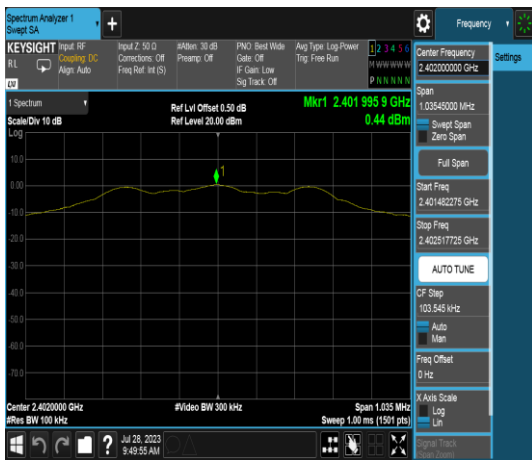 Spectrum Analyzer 1
Swept SA
+
Frequency
KEYSIGHT
RL
Input: RF
Coupling: DC
Align: Auto
Input Z: 50 Ω
Corrections: Off
Freq Ref: Int (S)
#Atten: 30 dB
Preamp: Off
PNO: Best Wide
Gate: Off
IF Gain: Low
Sig Track: Off
Avg Type: Log-Power
Trig: Free Run
1 2 3 4 5 6
M W W W W W
P N N N N N
1 Spectrum
Scale/Div 10 dB
Ref Lvl Offset 0.50 dB
Ref Level 20.00 dBm
Mkr1 2.401 995 9 GHz
0.44 dBm
Log
10.0
0.00
-10.0
-20.0
-30.0
-40.0
-50.0
-60.0
-70.0
1
Center 2.4020000 GHz
#Res BW 100 kHz
#Video BW 300 kHz
Span 1.035 MHz
Sweep 1.00 ms (1501 pts)
?
Jul 28, 2023
9:49:55 AM
Settings
Center Frequency
2.402000000 GHz
Span
1.03545000 MHz
Swept Span
Zero Span
Full Span
Start Freq
2.401482275 GHz
Stop Freq
2.402517725 GHz
AUTO TUNE
CF Step
103.545 kHz
Auto
Man
Freq Offset
0 Hz
X Axis Scale
Log
Lin
Signal Track
(Span Zoom)